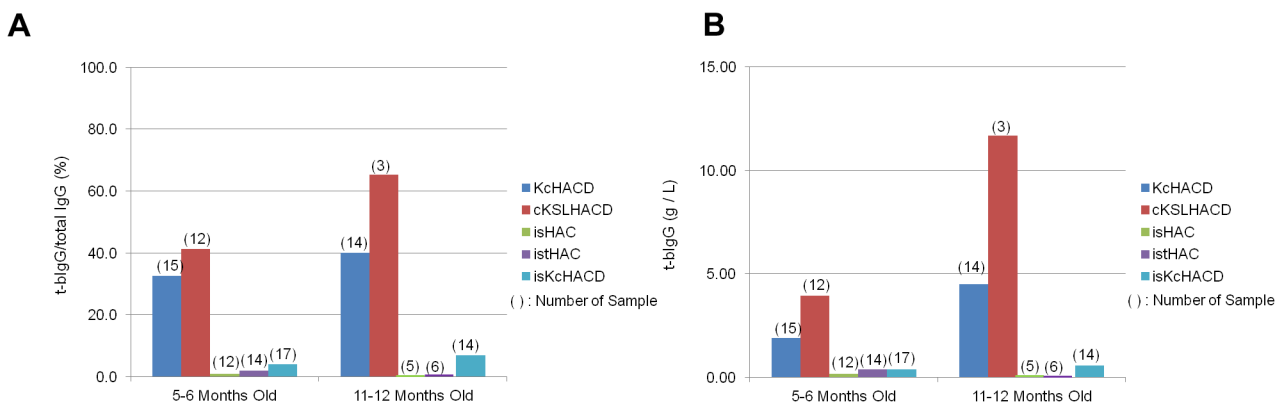 A
t-bIgG/total IgG (%)
100.0
80.0
60.0
40.0
20.0
0.0
(15)
(12)
(12)
(14)
(17)
(14)
(3)
(5)
(6)
(14)
5-6 Months Old
11-12 Months Old
KcHACD
cKSLHACD
isHAC
istHAC
isKcHACD
( ) : Number of Sample
B
t-bIgG (g / L)
15.00
10.00
5.00
0.00
(15)
(12)
(12)
(14)
(17)
(14)
(3)
(5)
(6)
(14)
5-6 Months Old
11-12 Months Old
KcHACD
cKSLHACD
isHAC
istHAC
isKcHACD
( ) : Number of Sample